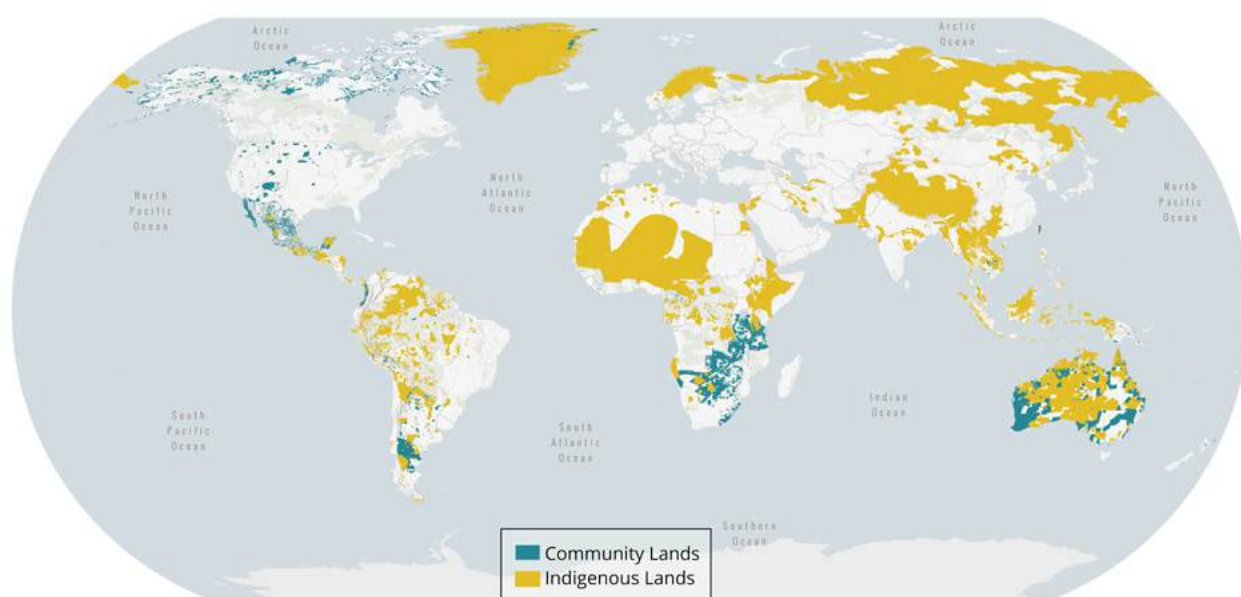 Arctic
Ocean
Arctic
Ocean
North
Pacific
Ocean
North
Atlantic
Ocean
North
Pacific
Ocean
South
Pacific
Ocean
South
Atlantic
Ocean
Indian
Ocean
Southern
Ocean
Community Lands
Indigenous Lands